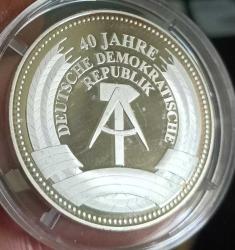 40 JAHRE
DEUTSCHE DEMOKRATISCHE
REPUBLIK